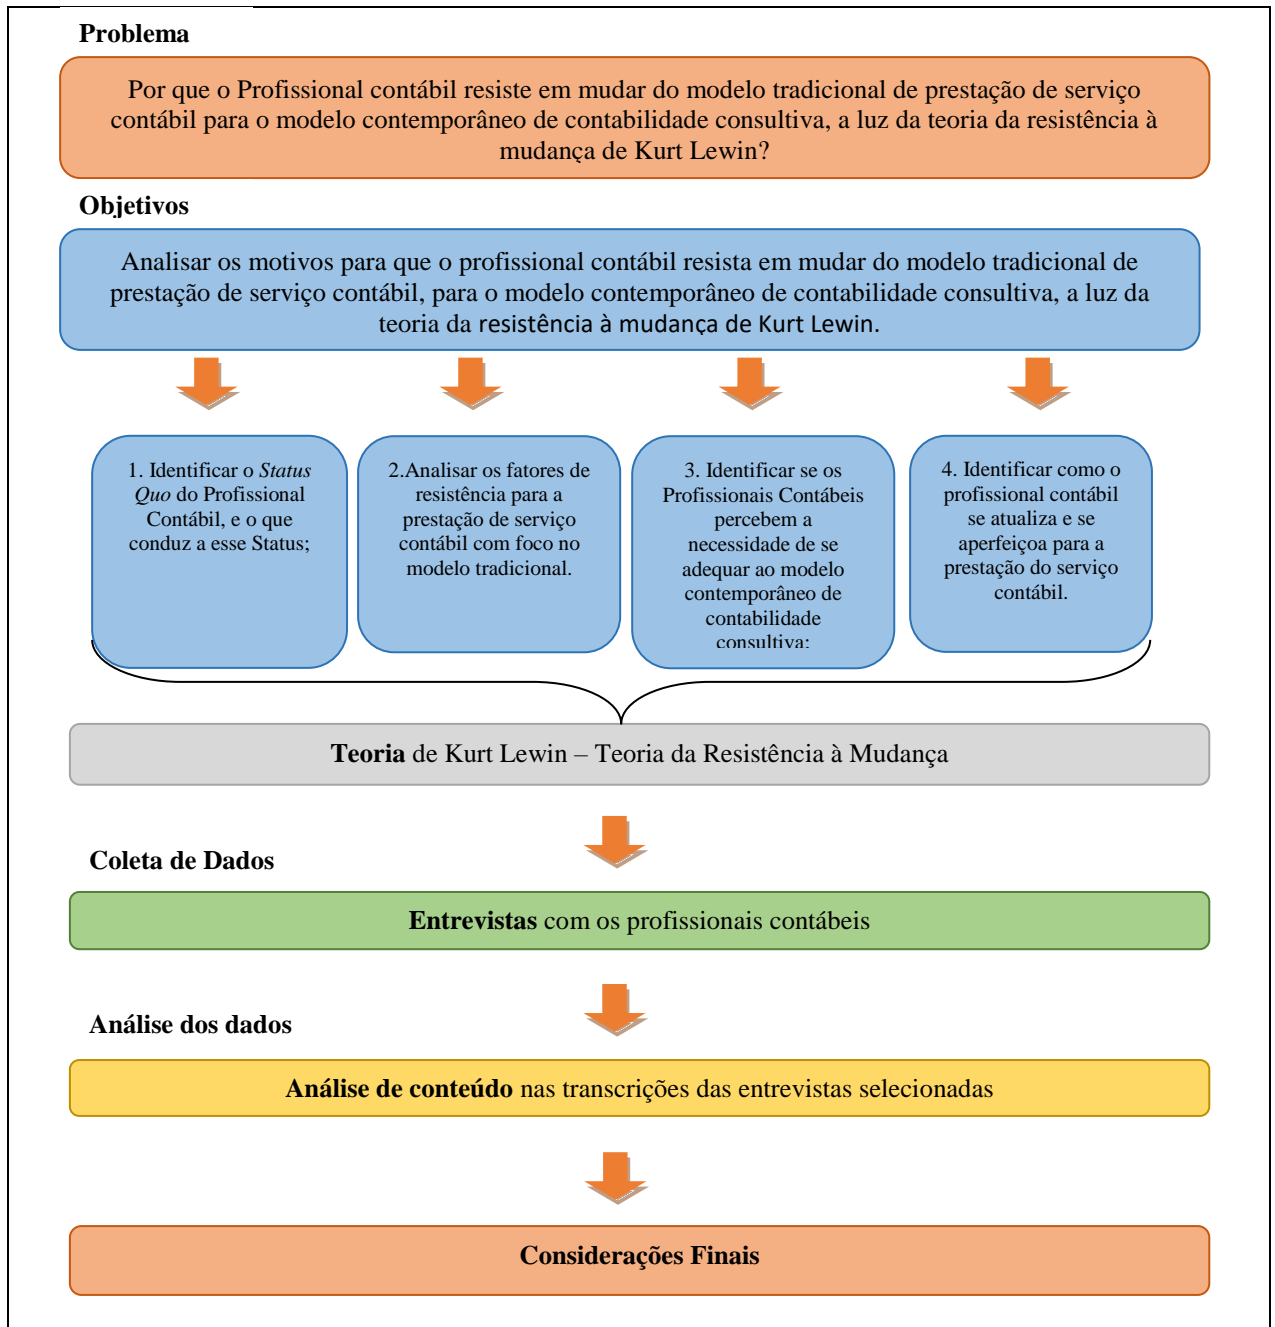 Problema
Por que o Profissional contábil resiste em mudar do modelo tradicional de prestação de serviço
contábil para o modelo contemporâneo de contabilidade consultiva, a luz da teoria da resistência à
mudança de Kurt Lewin?
Objetivos
Analisar os motivos para que o profissional contábil resista em mudar do modelo tradicional de
prestação de serviço contábil, para o modelo contemporâneo de contabilidade consultiva, a luz da
teoria da resistência à mudança de Kurt Lewin.
1. Identificar o Status
Quo do Profissional
Contábil, e o que
conduz a esse Status;
2.Analisar os fatores de
resistência para a
prestação de serviço
contábil com foco no
modelo tradicional.
3. Identificar se os
Profissionais Contábeis
percebem a
necessidade de se
adequar ao modelo
contemporâneo de
contabilidade
consultiva;
4. Identificar como o
profissional contábil
se atualiza e se
aperfeiçoa para a
prestação do serviço
contábil.
Teoria de Kurt Lewin – Teoria da Resistência à Mudança
Coleta de Dados
Entrevistas com os profissionais contábeis
Análise dos dados
Análise de conteúdo nas transcrições das entrevistas selecionadas
Considerações Finais